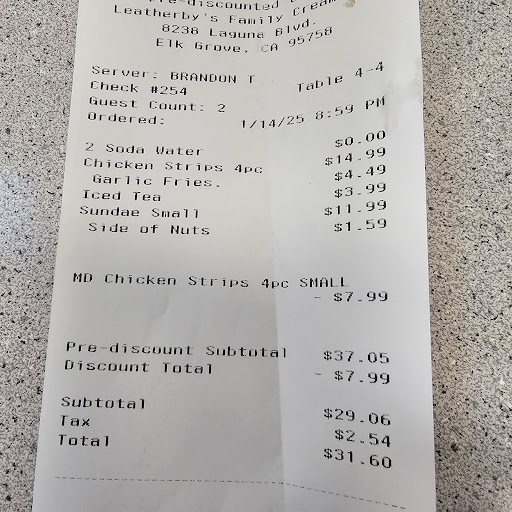 pre-discounted
Leatherby's Family Cream
8238 Laguna Blvd.
Elk Grove, CA 95758
Server: BRANDON T Table 4-4
Check #254
Guest Count: 2
Ordered: 1/14/25 8:59 PM
2 Soda Water $0.00
Chicken Strips 4pc $14.99
Garlic Fries. $4.49
Iced Tea $3.99
Sundae Small $11.99
Side of Nuts $1.59
MD Chicken Strips 4pc SMALL
- $7.99
Pre-discount Subtotal $37.05
Discount Total - $7.99
Subtotal $29.06
Tax $2.54
Total $31.60